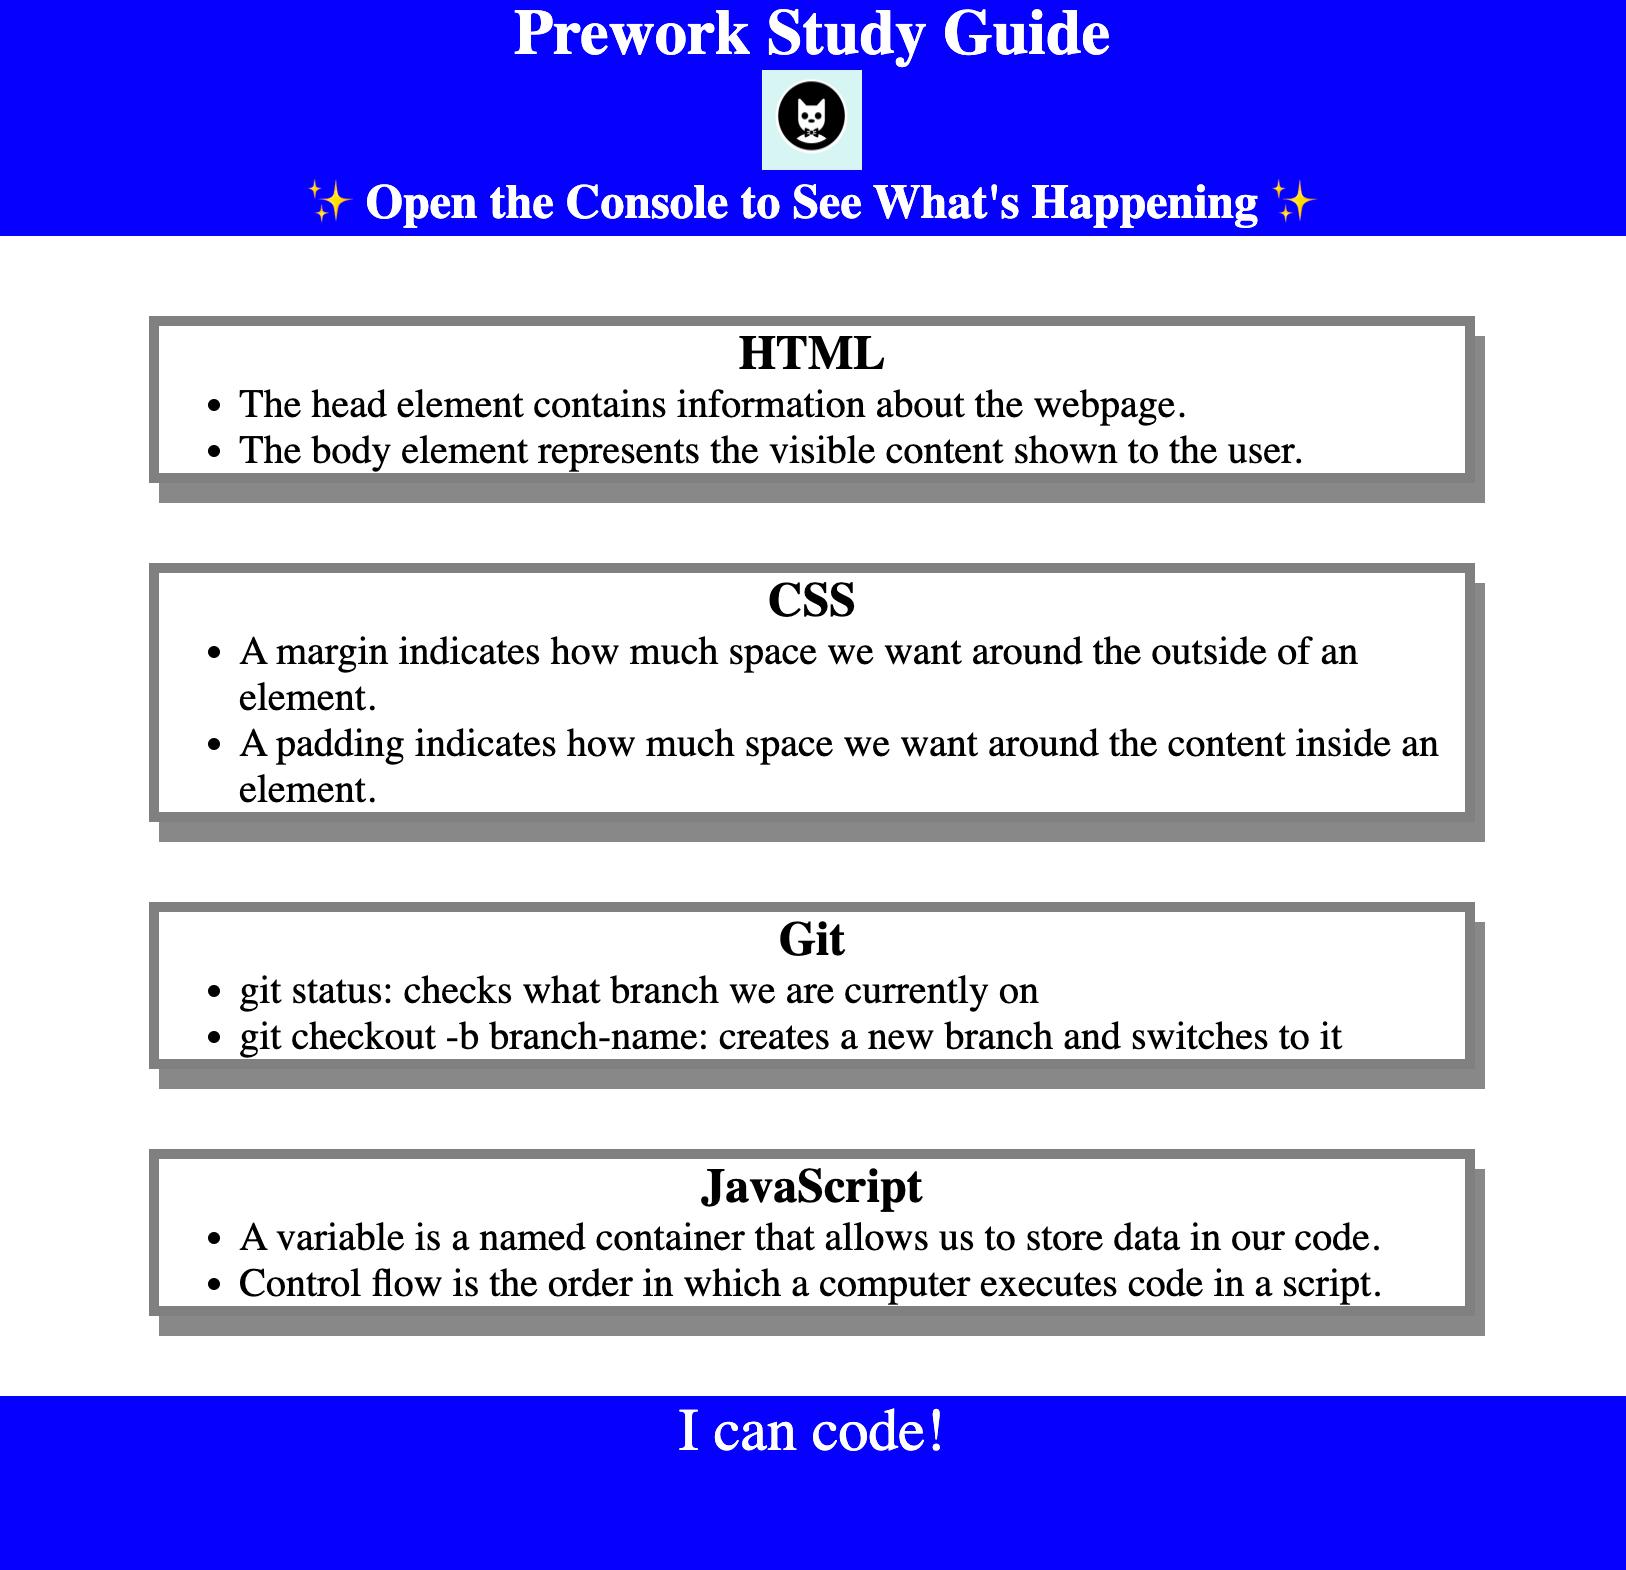 Prework Study Guide
✨ Open the Console to See What's Happening ✨
HTML
• The head element contains information about the webpage.
• The body element represents the visible content shown to the user.
CSS
• A margin indicates how much space we want around the outside of an
element.
• A padding indicates how much space we want around the content inside an
element.
Git
• git status: checks what branch we are currently on
• git checkout -b branch-name: creates a new branch and switches to it
JavaScript
• A variable is a named container that allows us to store data in our code.
• Control flow is the order in which a computer executes code in a script.
I can code!